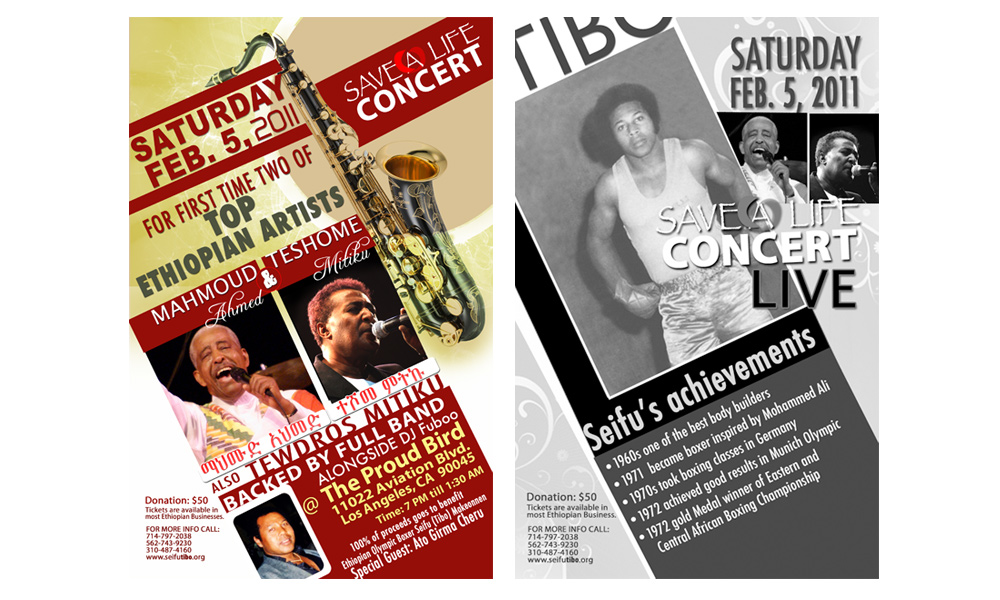 SAVE A LIFE
CONCERT
SATURDAY
FEB. 5, 2011
FOR FIRST TIME TWO OF
TOP
ETHIOPIAN ARTISTS
MAHMOUD & TESHOME
Ahmed Mitiku
ማህሙድ አህመድ ተሾመ ምትኩ
ALSO TEWDROS MITIKU
BACKED BY FULL BAND
ALONGSIDE DJ Fuboo
@ The Proud Bird
11022 Aviation Blvd.
Los Angeles, CA 90045
Time: 7 PM till 1:30 AM
100% of proceeds goes to benefit
Ethiopian Olympic Boxer Seifu (Tibo) Makonnen
Special Guest: Ato Girma Cheru
Donation: $50
Tickets are available in
most Ethiopian Businesses.
FOR MORE INFO CALL:
714-797-2038
562-743-9230
310-487-4160
www.seifutibo.org
TIBO
SATURDAY
FEB. 5, 2011
SAVE A LIFE
CONCERT
LIVE
Seifu's achievements
• 1960s one of the best body builders
• 1971 became boxer inspired by Mohammed Ali
• 1970s took boxing classes in Germany
• 1972 achieved good results in Munich Olympic
• 1972 gold Medal winner of Eastern and
Central African Boxing Championship
Donation: $50
Tickets are available in
most Ethiopian Business.
FOR MORE INFO CALL:
714-797-2038
562-743-9230
310-487-4160
www.seifutibo.org